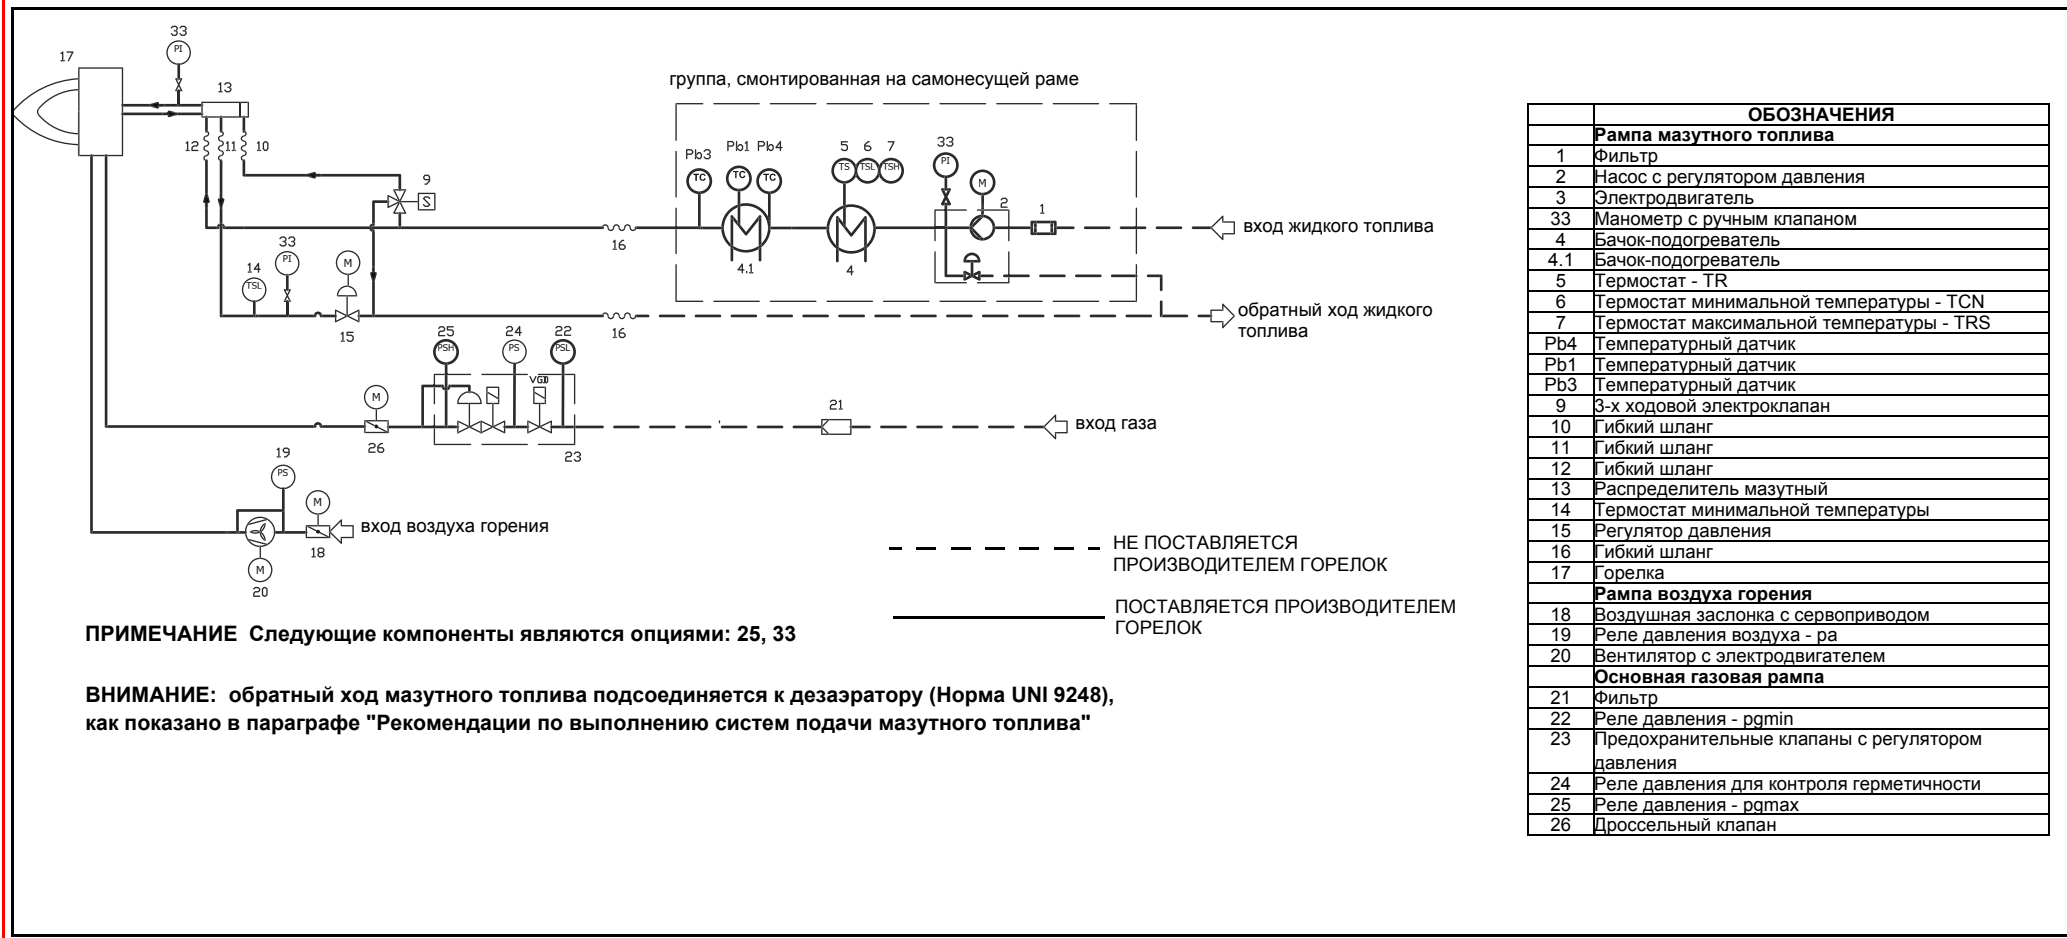 33
PI
17
13
12
11
10
группа, смонтированная на самонесущей раме
Pb3
Pb1
Pb4
5
6
7
33
TC
TC
TC
TS
TSL
TSH
PI
M
2
1
9
S
вход жидкого топлива
16
4.1
4
14
33
TSL
PI
M
15
16
обратный ход жидкого
топлива
25
24
22
PSH
PS
PSL
VGD
M
26
23
21
вход газа
19
PS
M
18
вход воздуха горения
M
20
НЕ ПОСТАВЛЯЕТСЯ
ПРОИЗВОДИТЕЛЕМ ГОРЕЛОК
ПОСТАВЛЯЕТСЯ ПРОИЗВОДИТЕЛЕМ
ГОРЕЛОК
ПРИМЕЧАНИЕ Следующие компоненты являются опциями: 25, 33
ВНИМАНИЕ: обратный ход мазутного топлива подсоединяется к дезаэратору (Норма UNI 9248),
как показано в параграфе "Рекомендации по выполнению систем подачи мазутного топлива"
ОБОЗНАЧЕНИЯ
Рампа мазутного топлива
1 Фильтр
2 Насос с регулятором давления
3 Электродвигатель
33 Манометр с ручным клапаном
4 Бачок-подогреватель
4.1 Бачок-подогреватель
5 Термостат - TR
6 Термостат минимальной температуры - TCN
7 Термостат максимальной температуры - TRS
Pb4 Температурный датчик
Pb1 Температурный датчик
Pb3 Температурный датчик
9 3-х ходовой электроклапан
10 Гибкий шланг
11 Гибкий шланг
12 Гибкий шланг
13 Распределитель мазутный
14 Термостат минимальной температуры
15 Регулятор давления
16 Гибкий шланг
17 Горелка
Рампа воздуха горения
18 Воздушная заслонка с сервоприводом
19 Реле давления воздуха - pa
20 Вентилятор с электродвигателем
Основная газовая рампа
21 Фильтр
22 Реле давления - pgmin
23 Предохранительные клапаны с регулятором
давления
24 Реле давления для контроля герметичности
25 Реле давления - pgmax
26 Дроссельный клапан